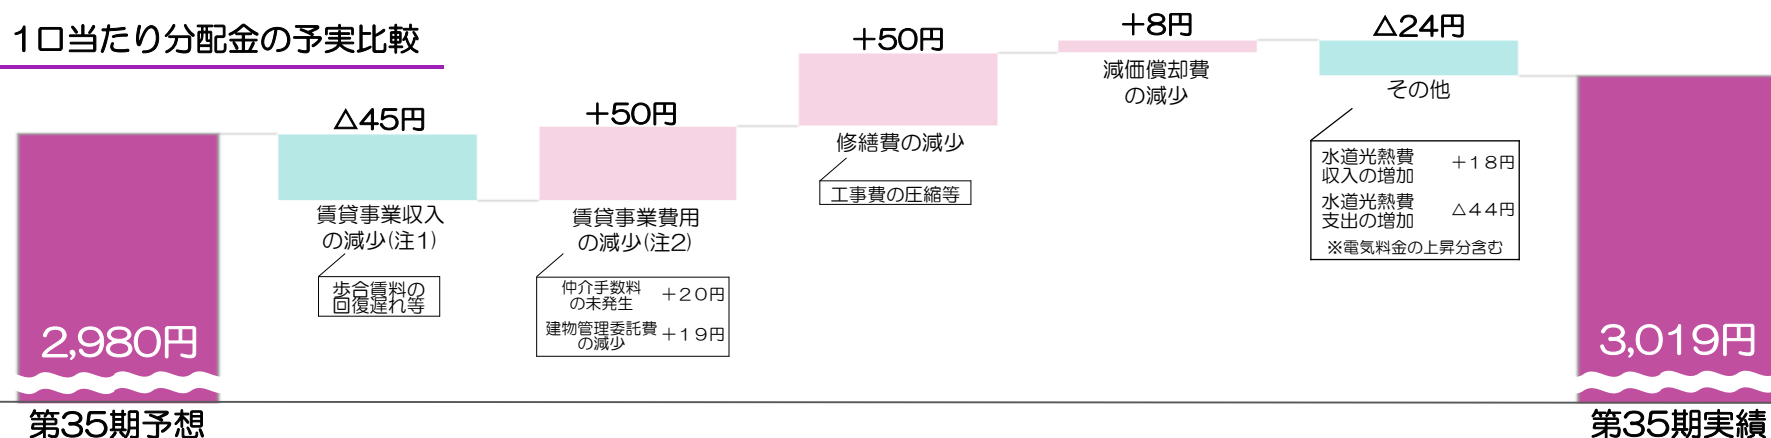 1口当たり分配金の予実比較
2,980円
第35期予想
△45円
賃貸事業収入
の減少(注1)
歩合賃料の
回復遅れ等
+50円
賃貸事業費用
の減少(注2)
仲介手数料
の未発生
+20円
建物管理委託費
の減少
+19円
+50円
修繕費の減少
工事費の圧縮等
+8円
減価償却費
の減少
△24円
その他
水道光熱費
収入の増加
+18円
水道光熱費
支出の増加
△44円
※電気料金の上昇分含む
3,019円
第35期実績